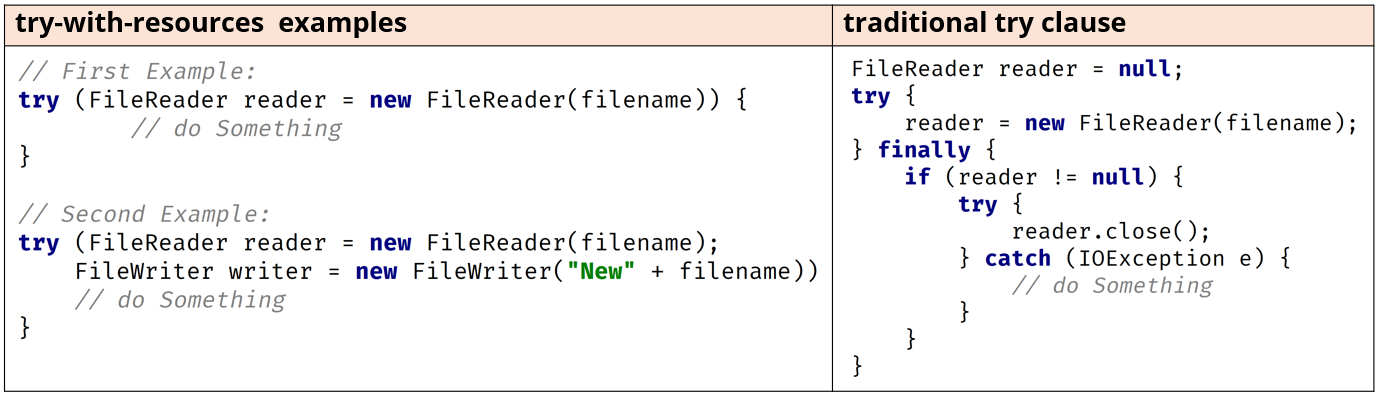 try-with-resources examples
// First Example:
try (FileReader reader = new FileReader(filename)) {
        // do Something
}
// Second Example:
try (FileReader reader = new FileReader(filename);
    FileWriter writer = new FileWriter("New" + filename))
    // do Something
}
traditional try clause
FileReader reader = null;
try {
    reader = new FileReader(filename);
} finally {
    if (reader != null) {
        try {
            reader.close();
        } catch (IOException e) {
            // do Something
        }
    }
}